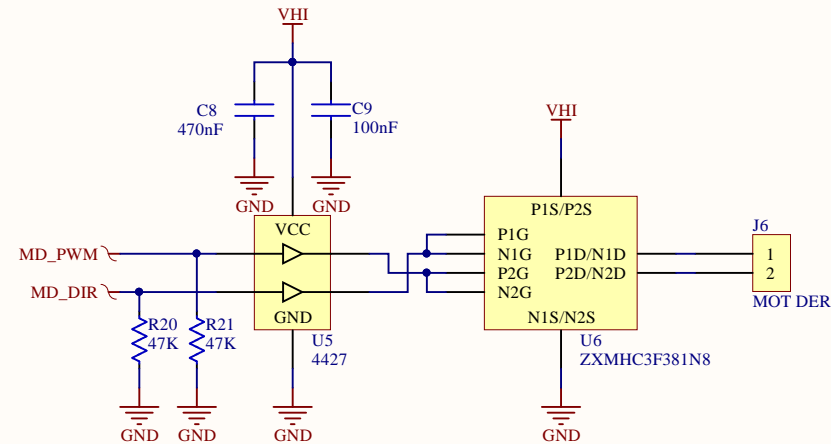 VHI
C8
470nF
C9
100nF
GND
GND
VHI
P1S/P2S
VCC
MD_PWM
MD_DIR
GND
P1G
N1G
P2G
N2G
P1D/N1D
P2D/N2D
N1S/N2S
J6
1
2
MOT DER
R20
47K
R21
47K
U5
4427
U6
ZXMHC3F381N8
GND
GND
GND
GND